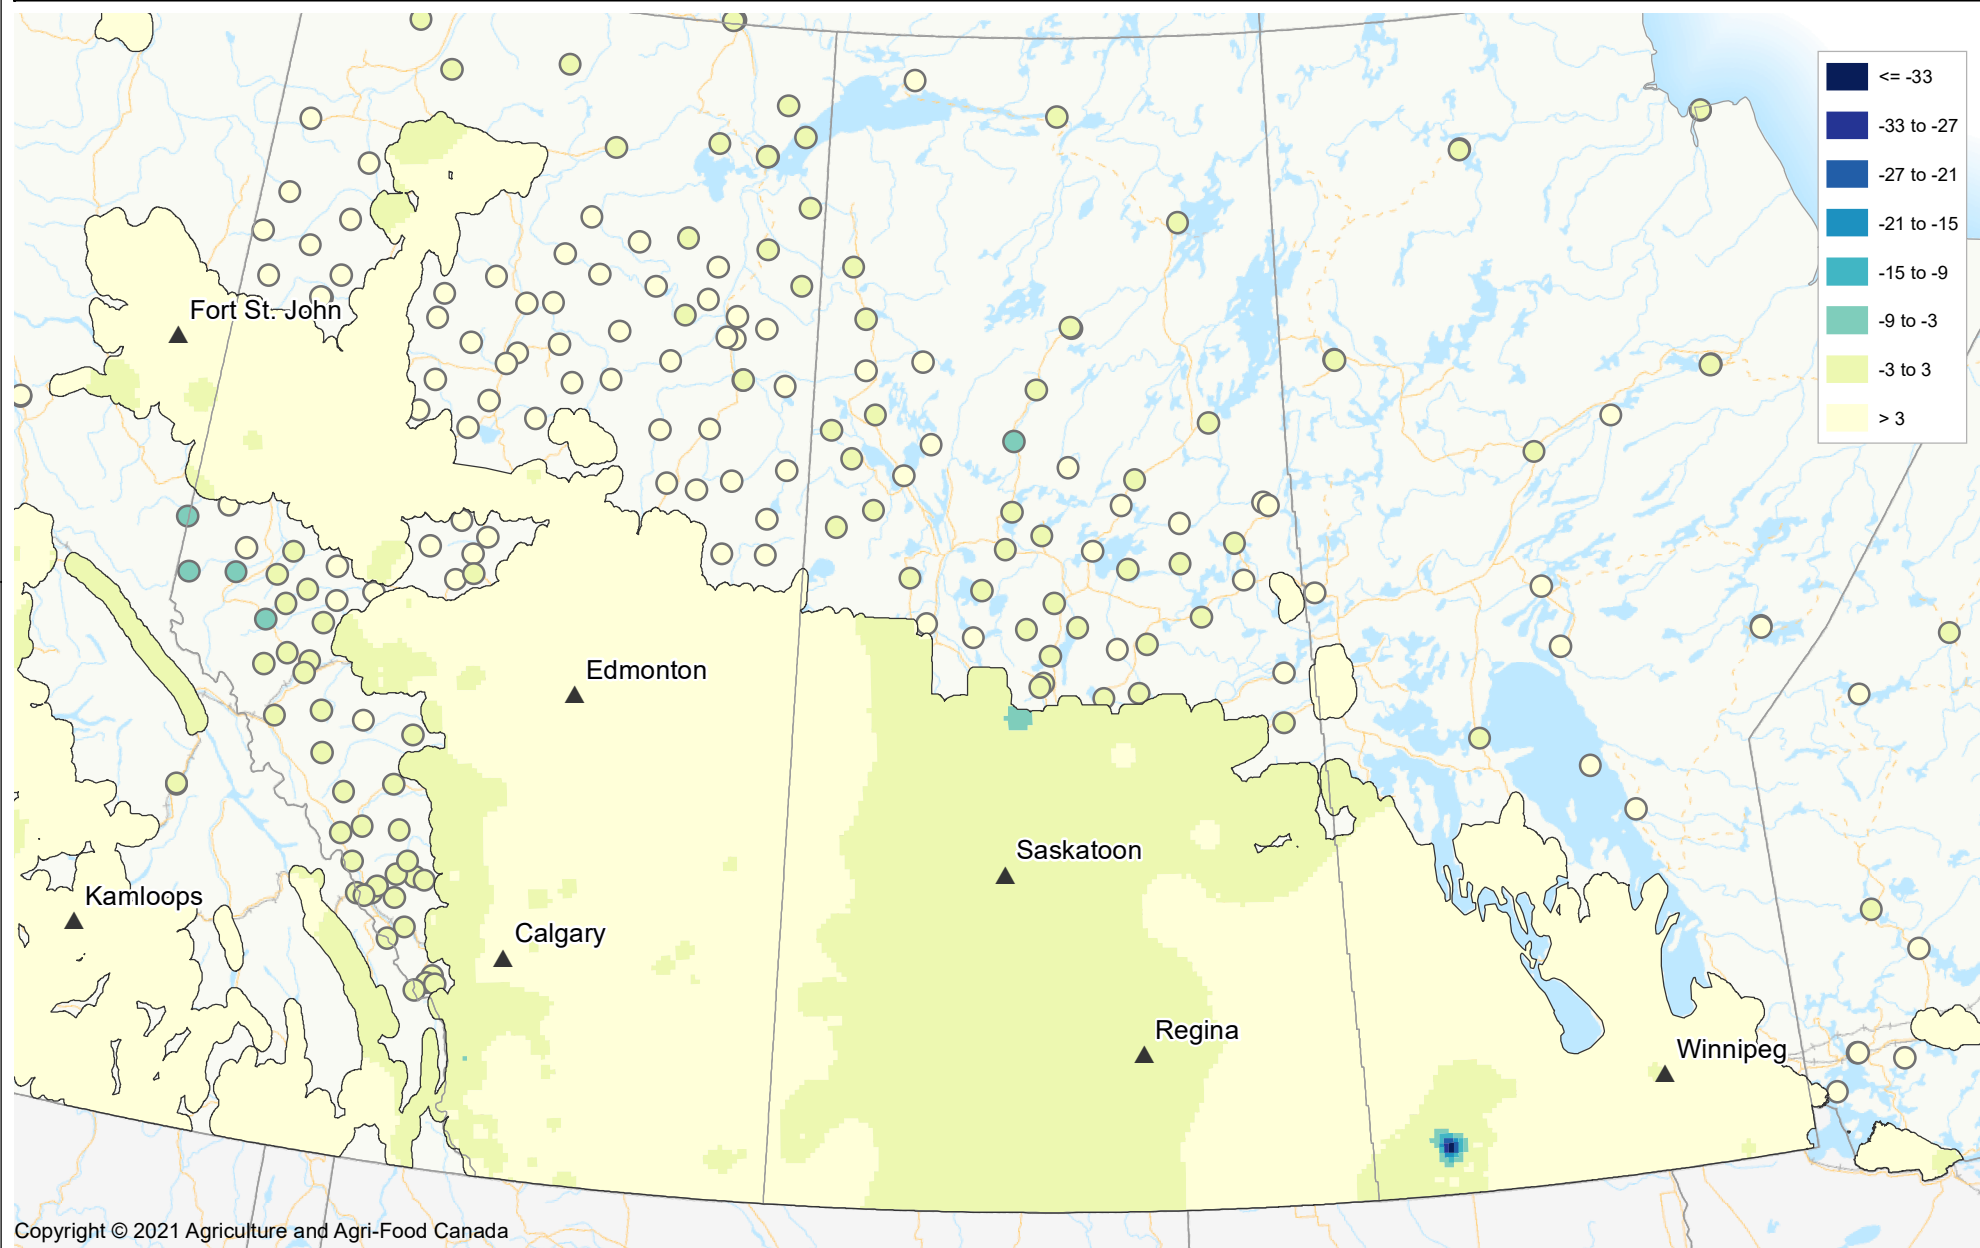 <= -33
-33 to -27
-27 to -21
-21 to -15
-15 to -9
-9 to -3
-3 to 3
> 3
Fort St. John
Edmonton
Saskatoon
Kamloops
Calgary
Regina
Winnipeg
Copyright © 2021 Agriculture and Agri-Food Canada